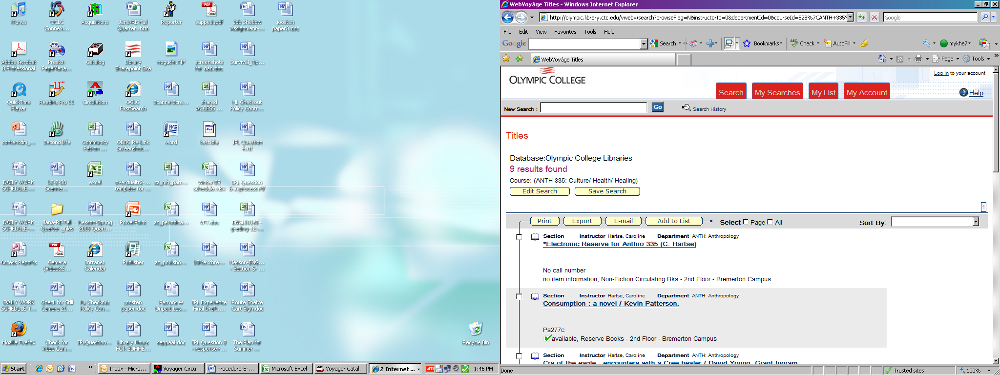 iTunes
OCLC Connexi...
Acquisitions
Jana-RE Fall Quarter..htm
Reporter
sappeal.pdf
Job Shadow Assignment-...
joosten paper3.doc
Adobe Acrobat 8 Professional
Presto! PageMana...
Catalog
Library Sharepoint Site
noguchi.TIF
screenshots for dad.doc
Survival_Tip...
QuickTime Player
Readiris Pro 11
Circulation
OCLC FirstSearch
ScannerScre...
shared ACCESS ...
HL Checkout Policy Contr...
contentdm_...
Second Life
Community Patron ...
ODBC Re-Link Screenshot...
word
test.bla
IPL Question 4.rtf
DAILY WORK SCHEDULE....
12-2-08 Scanne...
excel
overdueltr2-... template for ...
zz_mh_patr...
winter 09 schedule.xlsx
IPL Question 6-in process.rtf
DAILY WORK SCHEDULE-...
Jana-RE Fall Quarter._files
Hesson-Spring 2009 Quart...
PowerPoint
zz_periodica...
VFT.doc
ENGL101s5 - grading-12-...
Access Reports
Camera (Video&S...
Intranet Calendar
Publisher
zz_poulsbo...
10rtextbre...
Hesson-ENG... - Section 5- ...
DAILY WORK SCHEDULE-T...
Check for Still Camera 20...
HL Checkout Policy Con...
joosten paper.doc
Patrons w Unpaid Los...
IPL Experience Final Draft....
Route Shelve Cart Sign.doc
Mozilla Firefox
Check for Video Cam...
IPLQuestion...
Library Hours FOR SUMME...
sappeal.doc
IPL Question 3 - response r...
The Plan for Summer ...
Recycle Bin
Start
Inbox - Micro...
Voyager Circu...
Procedure-E-...
Microsoft Excel
Voyager Catal...
2 Internet ...
ATI
1:46 PM
WebVoyáge Titles - Windows Internet Explorer
http://olympic.library.ctc.edu/vwebv/search?browseFlag=N&instructorId=0&departmentId=0&courseId=528%7CANTH+335%
Google
File Edit View Favorites Tools Help
Google Search Bookmarks Check AutoFill mykhe7
WebVoyáge Titles
Page Tools
OLYMPIC COLLEGE
Log in to your account
Search My Searches My List My Account
Help
New Search : Go Search History
Titles
Database:Olympic College Libraries
9 results found
Course: (ANTH 335: Culture/ Health/ Healing)
Edit Search Save Search
1
Print Export E-mail Add to List Select Page All Sort By:
Section Instructor Hartse, Caroline Department ANTH: Anthropology
*Electronic Reserve for Anthro 335 (C. Hartse)
No call number
no item information, Non-Fiction Circulating Bks - 2nd Floor - Bremerton Campus
Section Instructor Hartse, Caroline Department ANTH: Anthropology
Consumption : a novel / Kevin Patterson.
Pa277c
available, Reserve Books - 2nd Floor - Bremerton Campus
Section Instructor Hartse, Caroline Department ANTH: Anthropology
Cry of the eagle : encounters with a Cree healer / David Young, Grant Ingram
Done
Trusted sites
100%